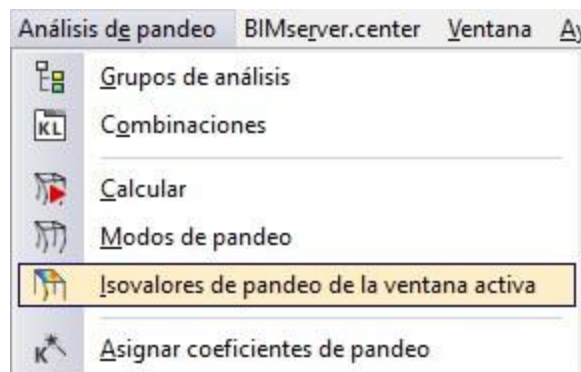 Análisis de pandeo BIMserver.center Ventana Ay
Grupos de análisis
KL Combinaciones
Calcular
Modos de pandeo
Isovalores de pandeo de la ventana activa
K Asignar coeficientes de pandeo